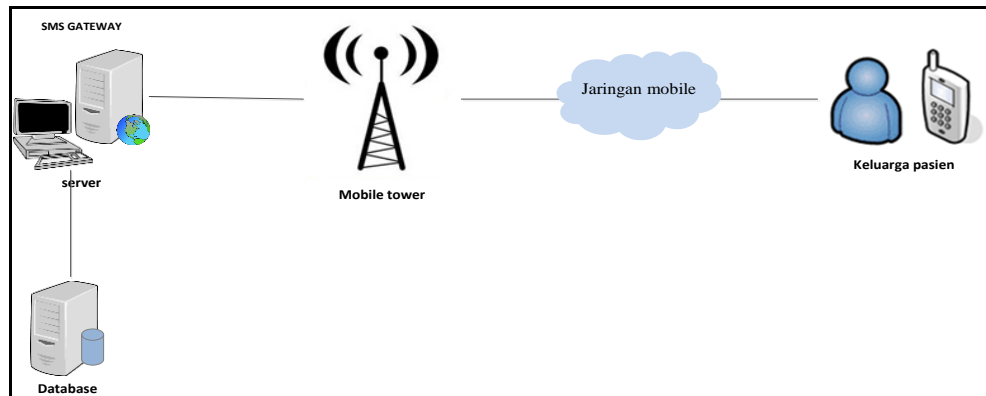 SMS GATEWAY
server
Mobile tower
Jaringan mobile
Keluarga pasien
Database